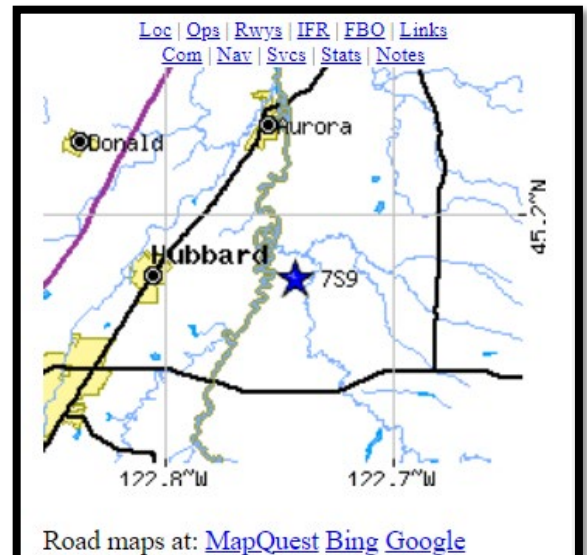 Loc | Ops | Rwys | IFR | FBO | Links
Com | Nav | Svcs | Stats | Notes
Aurora
Donald
45.2~N
Hubbard
7S9
122.8~W 122.7~W
Road maps at: MapQuest Bing Google